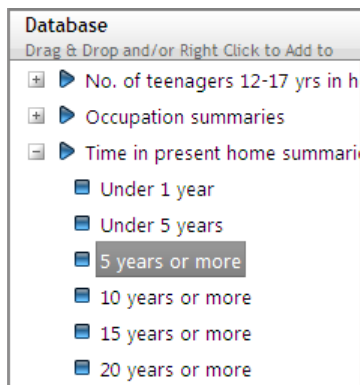 Database
Drag & Drop and/or Right Click to Add to
No. of teenagers 12-17 yrs in h
Occupation summaries
Time in present home summari
Under 1 year
Under 5 years
5 years or more
10 years or more
15 years or more
20 years or more